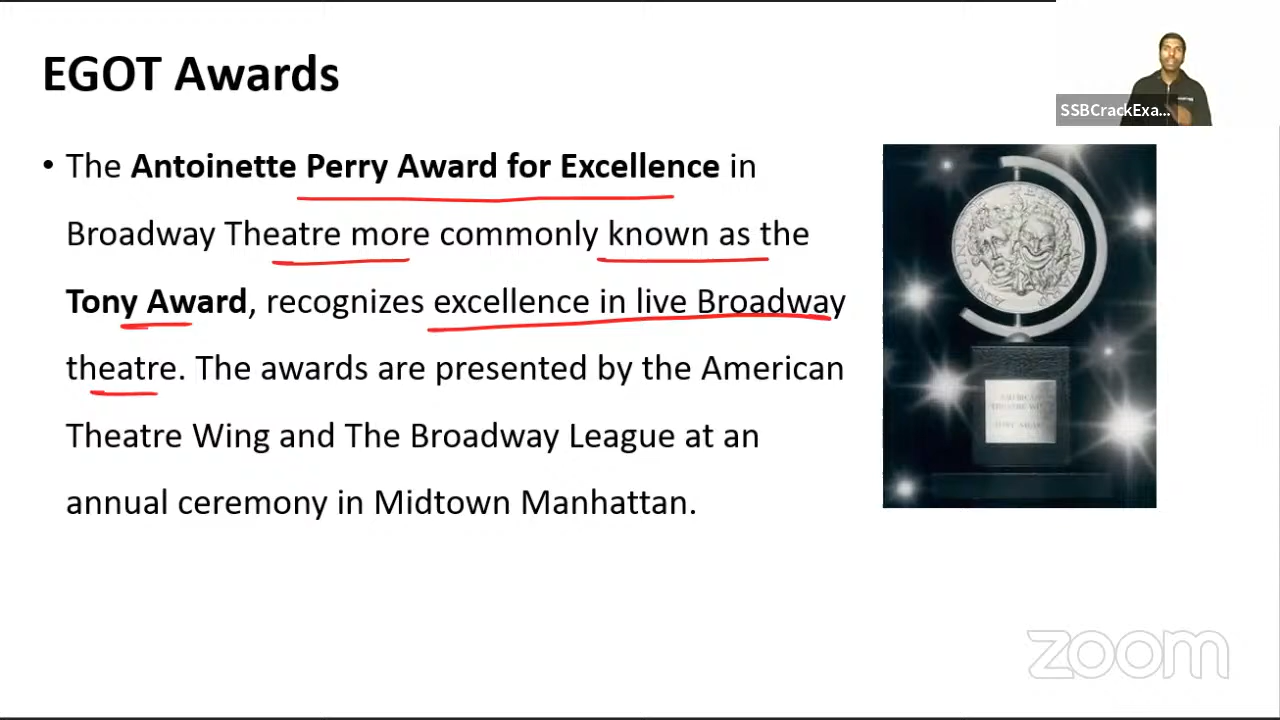 EGOT Awards
SSBCrackExa...
• The Antoinette Perry Award for Excellence in
Broadway Theatre more commonly known as the
Tony Award, recognizes excellence in live Broadway
theatre. The awards are presented by the American
Theatre Wing and The Broadway League at an
annual ceremony in Midtown Manhattan.
zoom